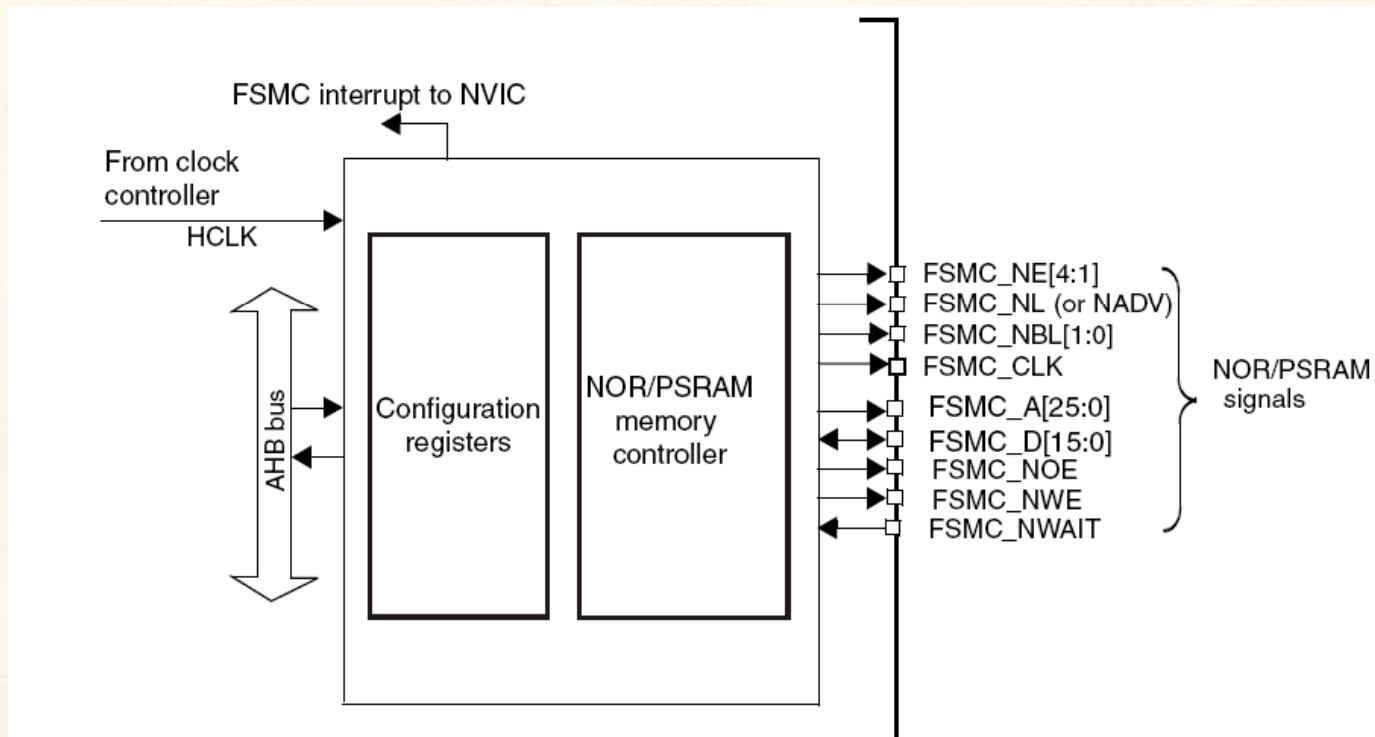 FSMC interrupt to NVIC
From clock
controller
HCLK
AHB bus
Configuration
registers
NOR/PSRAM
memory
controller
FSMC_NE[4:1]
FSMC_NL (or NADV)
FSMC_NBL[1:0]
FSMC_CLK
FSMC_A[25:0]
FSMC_D[15:0]
FSMC_NOE
FSMC_NWE
FSMC_NWAIT
NOR/PSRAM
signals